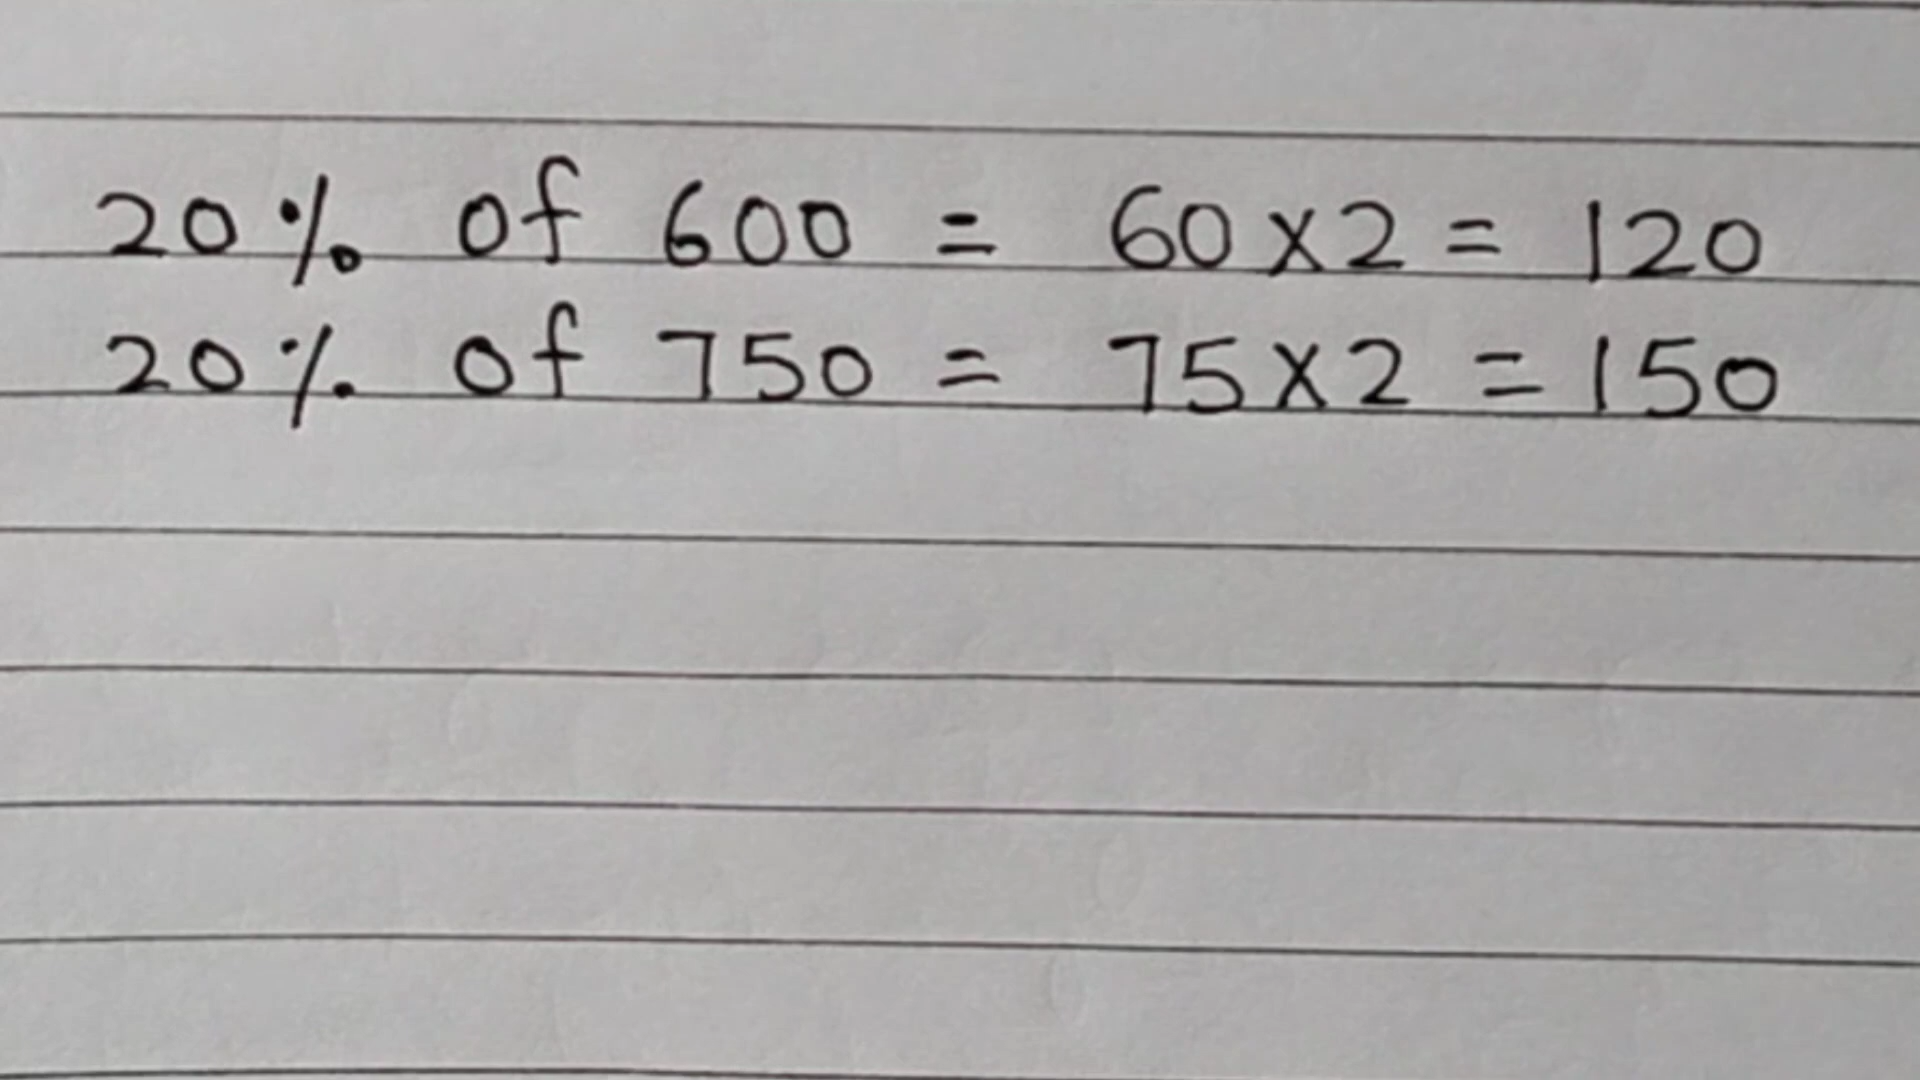 20% of 600 = 60x2 = 120
20% of 750 = 75x2 = 150